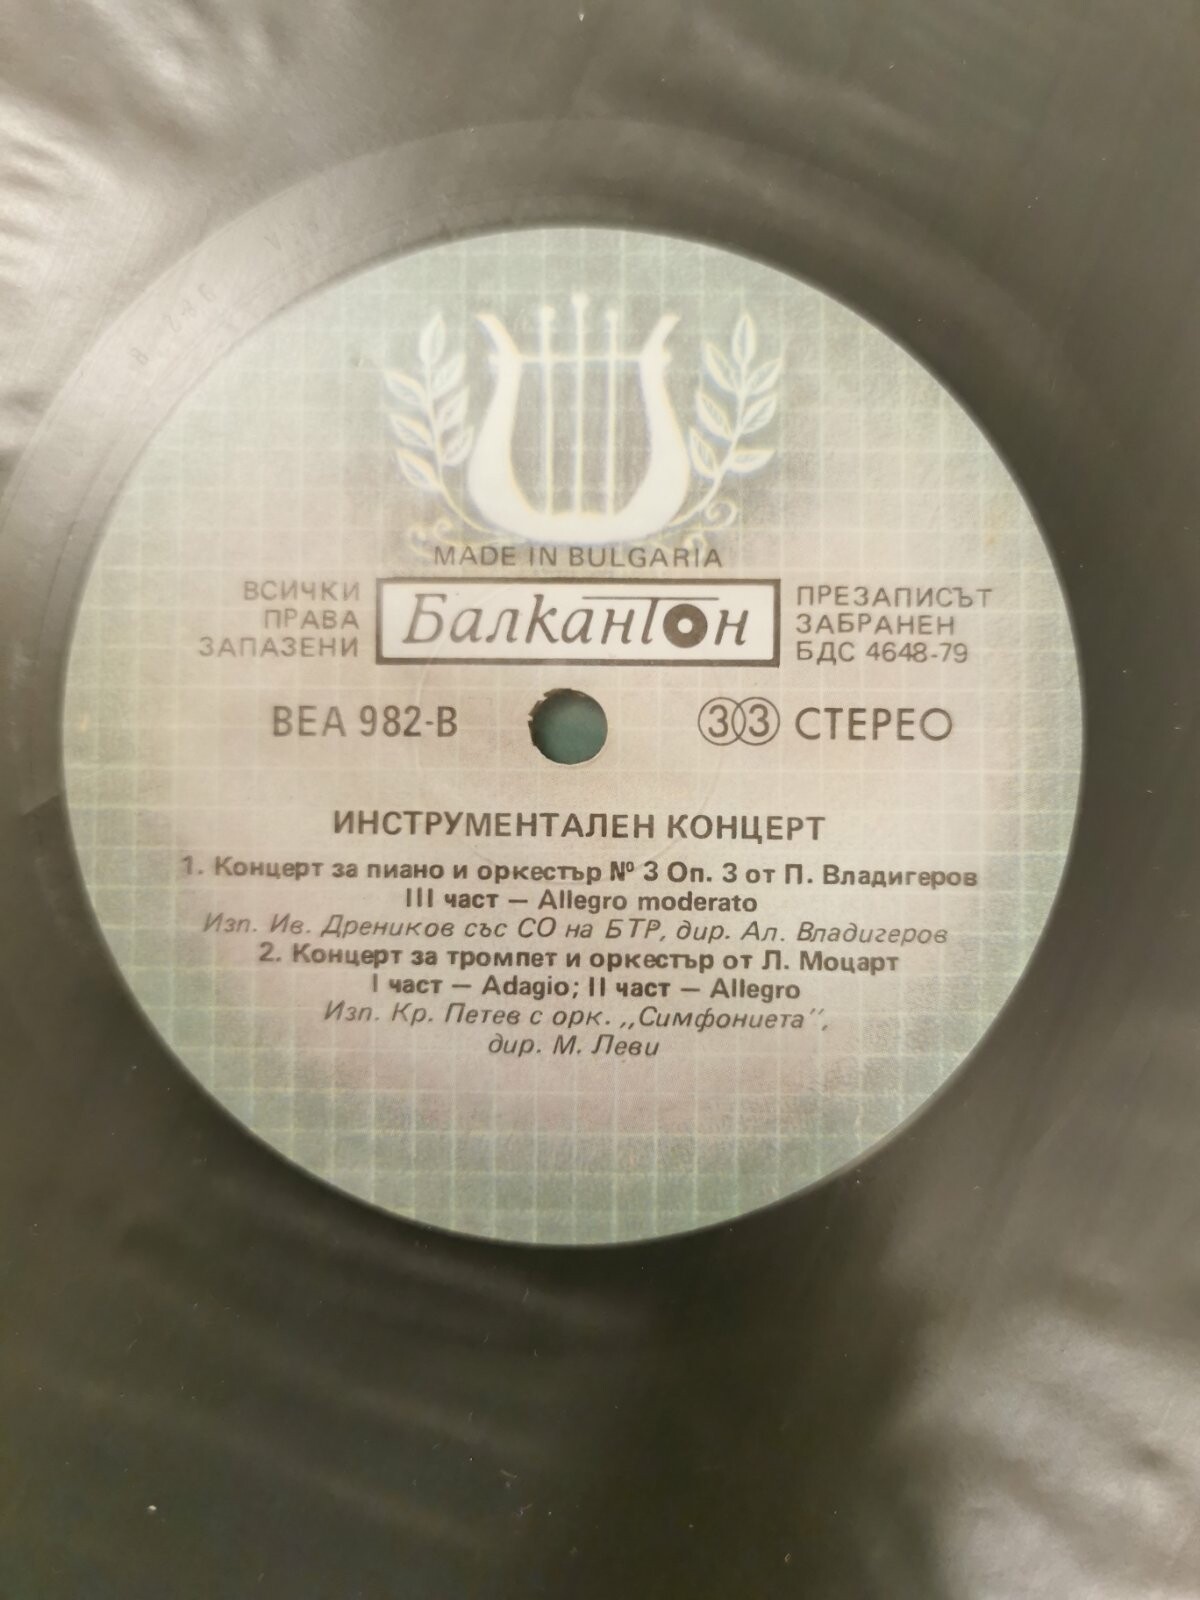 MADE IN BULGARIA
ВСИЧКИ
ПРАВА
ЗАПАЗЕНИ
Балкантон
ПРЕЗАПИСЪТ
ЗАБРАНЕН
БДС 4648-79
ВЕА 982-В
33 СТЕРЕО
ИНСТРУМЕНТАЛЕН КОНЦЕРТ
1. Концерт за пиано и оркестър № 3 Оп. 3 от П. Владигеров
III част — Allegro moderato
Изп. Ив. Дреников със СО на БТР, дир. Ал. Владигеров
2. Концерт за тромпет и оркестър от Л. Моцарт
I част — Adagio; II част — Allegro
Изп. Кр. Петев с орк. „Симфониета”,
дир. М. Леви